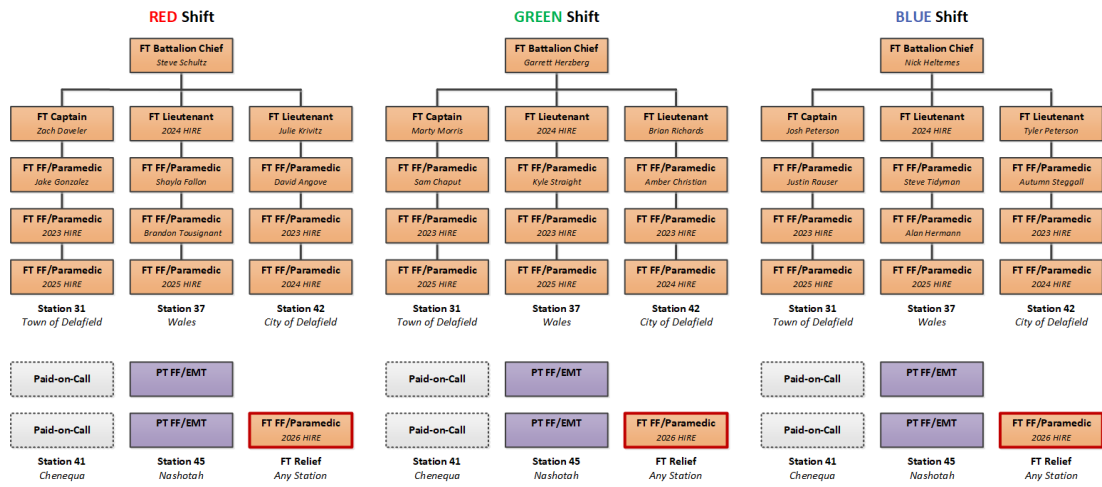 RED Shift
FT Battalion Chief
Steve Schultz
FT Captain
Zach Daveler
FT Lieutenant
2024 HIRE
FT Lieutenant
Julie Krivitz
FT FF/Paramedic
Jake Gonzalez
FT FF/Paramedic
Shayla Fallon
FT FF/Paramedic
David Angove
FT FF/Paramedic
2023 HIRE
FT FF/Paramedic
Brandon Tousignant
FT FF/Paramedic
2023 HIRE
FT FF/Paramedic
2025 HIRE
FT FF/Paramedic
2025 HIRE
FT FF/Paramedic
2024 HIRE
Station 31
Town of Delafield
Station 37
Wales
Station 42
City of Delafield
Paid-on-Call
PT FF/EMT
Paid-on-Call
PT FF/EMT
FT FF/Paramedic
2026 HIRE
Station 41
Chenequa
Station 45
Nashotah
FT Relief
Any Station
GREEN Shift
FT Battalion Chief
Garrett Herzberg
FT Captain
Marty Morris
FT Lieutenant
2024 HIRE
FT Lieutenant
Brian Richards
FT FF/Paramedic
Sam Chaput
FT FF/Paramedic
Kyle Straight
FT FF/Paramedic
Amber Christian
FT FF/Paramedic
2023 HIRE
FT FF/Paramedic
2023 HIRE
FT FF/Paramedic
2023 HIRE
FT FF/Paramedic
2025 HIRE
FT FF/Paramedic
2025 HIRE
FT FF/Paramedic
2024 HIRE
Station 31
Town of Delafield
Station 37
Wales
Station 42
City of Delafield
Paid-on-Call
PT FF/EMT
Paid-on-Call
PT FF/EMT
FT FF/Paramedic
2026 HIRE
Station 41
Chenequa
Station 45
Nashotah
FT Relief
Any Station
BLUE Shift
FT Battalion Chief
Nick Heltemes
FT Captain
Josh Peterson
FT Lieutenant
2024 HIRE
FT Lieutenant
Tyler Peterson
FT FF/Paramedic
Justin Rauser
FT FF/Paramedic
Steve Tidyman
FT FF/Paramedic
Autumn Steggall
FT FF/Paramedic
2023 HIRE
FT FF/Paramedic
Alan Hermann
FT FF/Paramedic
2023 HIRE
FT FF/Paramedic
2025 HIRE
FT FF/Paramedic
2025 HIRE
FT FF/Paramedic
2024 HIRE
Station 31
Town of Delafield
Station 37
Wales
Station 42
City of Delafield
Paid-on-Call
PT FF/EMT
Paid-on-Call
PT FF/EMT
FT FF/Paramedic
2026 HIRE
Station 41
Chenequa
Station 45
Nashotah
FT Relief
Any Station